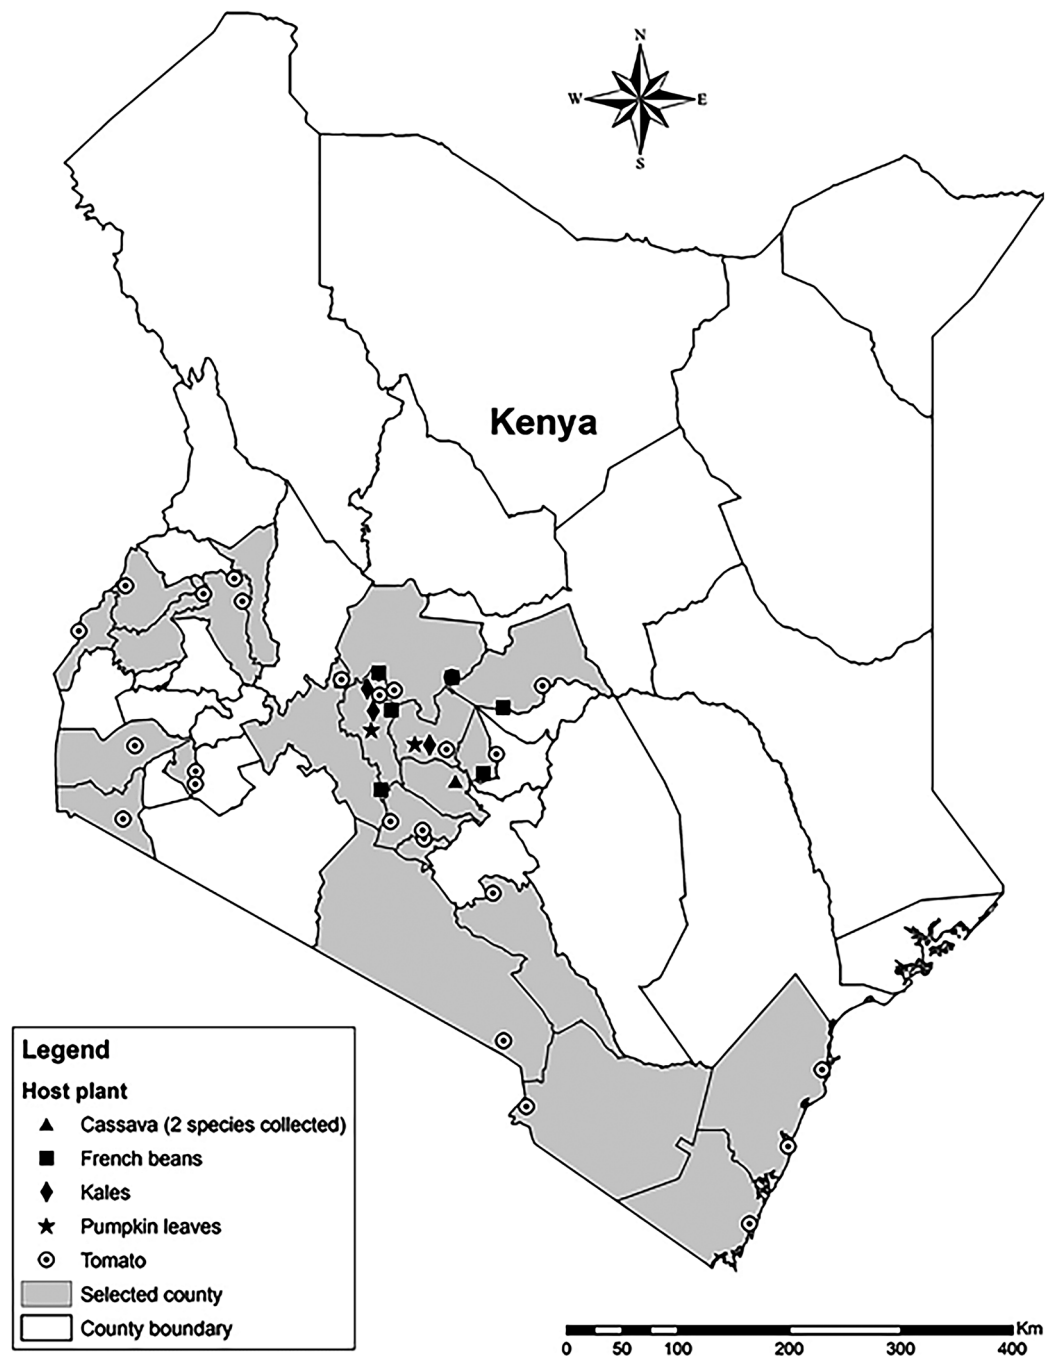 N
W E
S
Kenya
Legend
Host plant
Cassava (2 species collected)
French beans
Kales
Pumpkin leaves
Tomato
Selected county
County boundary
Km
0 50 100 200 300 400